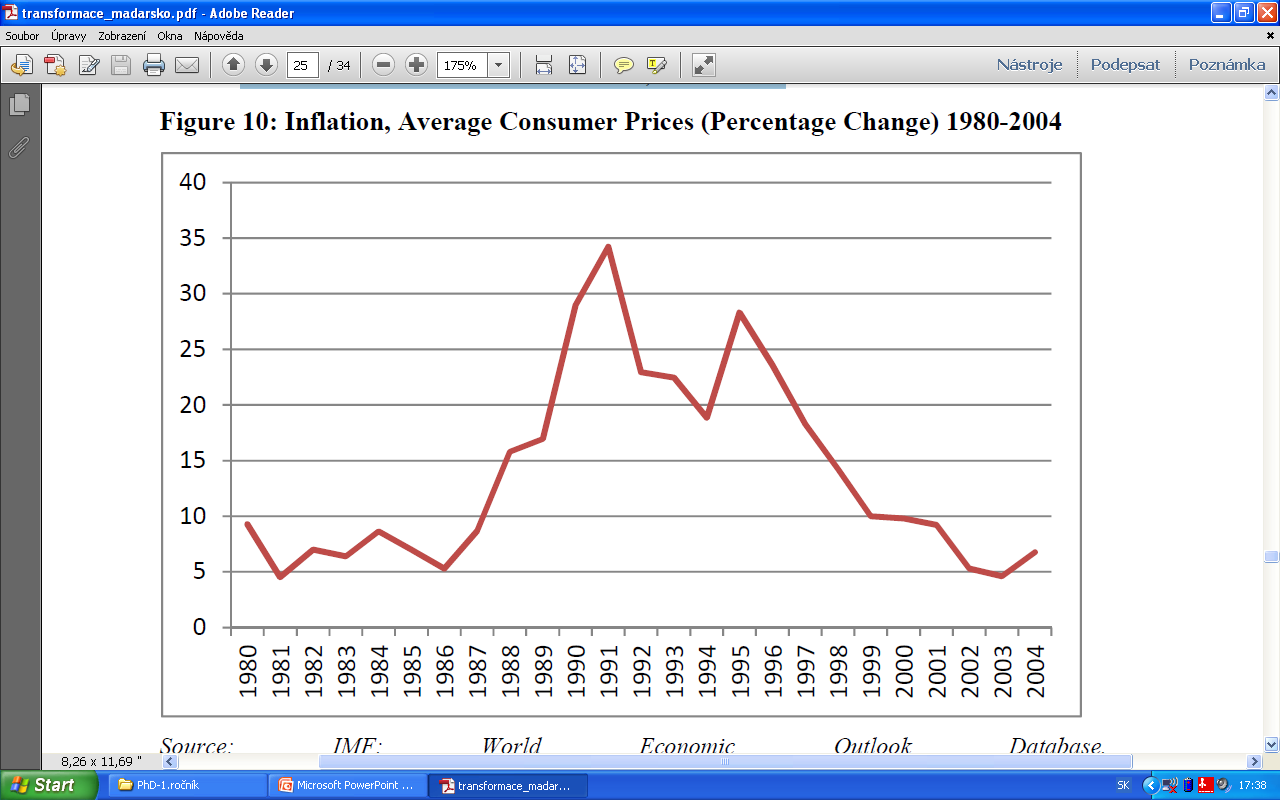 transformace_madarsko.pdf - Adobe Reader
Soubor Úpravy Zobrazení Okna Nápověda
25 / 34 175% Nástroje Podepsat Poznámka
Figure 10: Inflation, Average Consumer Prices (Percentage Change) 1980-2004
40
35
30
25
20
15
10
5
0
1980 1981 1982 1983 1984 1985 1986 1987 1988 1989 1990 1991 1992 1993 1994 1995 1996 1997 1998 1999 2000 2001 2002 2003 2004
Source: IMF: World Economic Outlook Database.
8,26 x 11,69 "
Start PhD-1.ročník Microsoft PowerPoint ... transformace_madar... SK 17:38